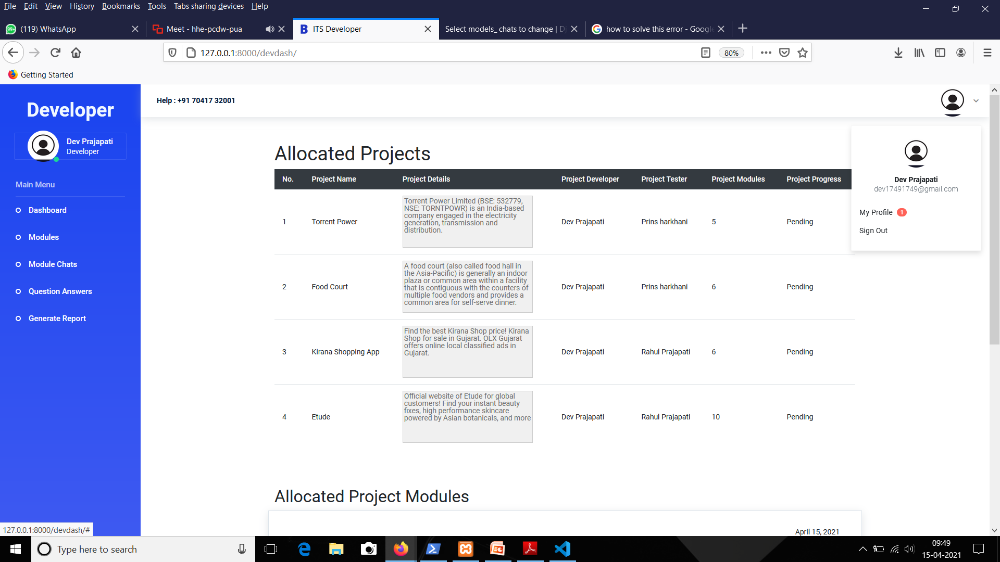 File Edit View History Bookmarks Tools Tabs sharing devices Help
99+ (119) WhatsApp
Meet - hhe-pcdw-pua
B ITS Developer
Select models_ chats to change | Dj
G how to solve this error - Google
127.0.0.1:8000/devdash/
80%
Getting Started
Developer
Dev Prajapati
Developer
Main Menu
Dashboard
Modules
Module Chats
Question Answers
Generate Report
Help : +91 70417 32001
Dev Prajapati
dev17491749@gmail.com
My Profile 1
Sign Out
Allocated Projects
No. Project Name Project Details Project Developer Project Tester Project Modules Project Progress
1 Torrent Power
Torrent Power Limited (BSE: 532779,
NSE: TORNTPOWR) is an India-based
company engaged in the electricity
generation, transmission and
distribution.
Dev Prajapati Prins harkhani 5 Pending
2 Food Court
A food court (also called food hall in
the Asia-Pacific) is generally an indoor
plaza or common area within a facility
that is contiguous with the counters of
multiple food vendors and provides a
common area for self-serve dinner.
Dev Prajapati Prins harkhani 6 Pending
3 Kirana Shopping App
Find the best Kirana Shop price! Kirana
Shop for sale in Gujarat. OLX Gujarat
offers online local classified ads in
Gujarat.
Dev Prajapati Rahul Prajapati 6 Pending
4 Etude
Official website of Etude for global
customers! Find your instant beauty
fixes, high performance skincare
powered by Asian botanicals, and more
Dev Prajapati Rahul Prajapati 10 Pending
Allocated Project Modules
April 15, 2021
127.0.0.1:8000/devdash/#
Type here to search
09:49
15-04-2021